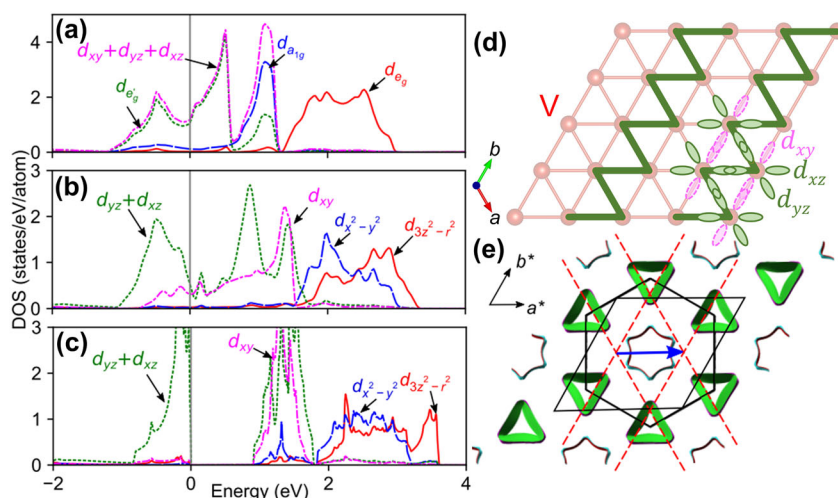 (a)
d_xy + d_yz + d_xz
d_a1g
d_eg
d_e'g
4
2
0
(b)
d_yz + d_xz
d_xy
d_x²−y²
d_3z²−r²
3
2
1
0
DOS (states/eV/atom)
(c)
d_yz + d_xz
d_xy
d_x²−y²
d_3z²−r²
3
2
1
0
−2
0
2
4
Energy (eV)
(d)
V
b
a
d_xy
d_xz
d_yz
(e)
b*
a*